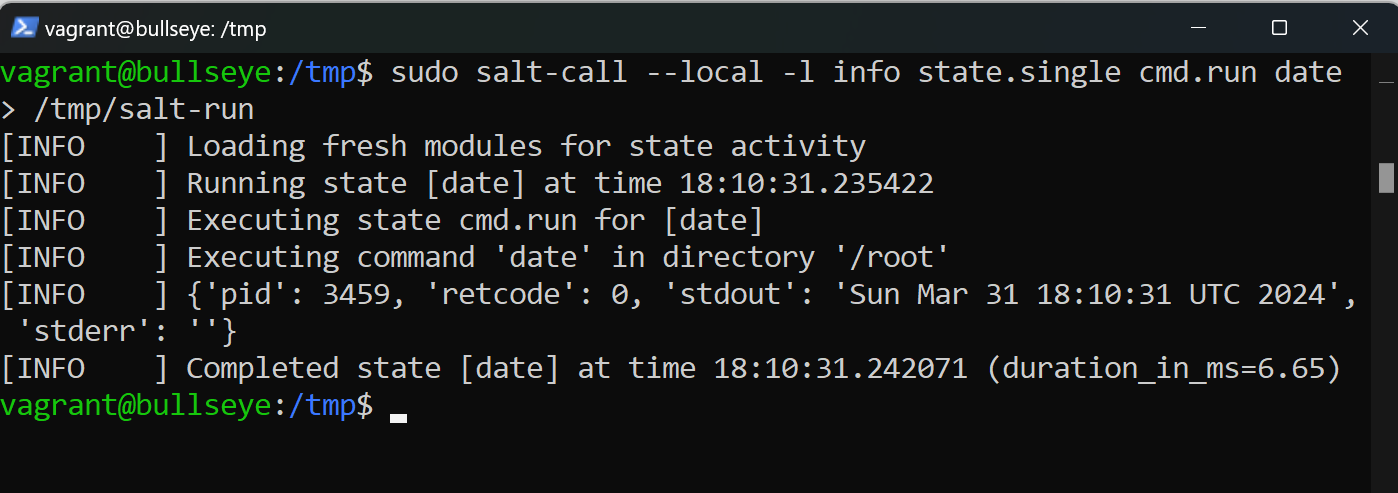 vagrant@bullseye: /tmp
vagrant@bullseye:/tmp$ sudo salt-call --local -l info state.single cmd.run date
> /tmp/salt-run
[INFO    ] Loading fresh modules for state activity
[INFO    ] Running state [date] at time 18:10:31.235422
[INFO    ] Executing state cmd.run for [date]
[INFO    ] Executing command 'date' in directory '/root'
[INFO    ] {'pid': 3459, 'retcode': 0, 'stdout': 'Sun Mar 31 18:10:31 UTC 2024',
 'stderr': ''}
[INFO    ] Completed state [date] at time 18:10:31.242071 (duration_in_ms=6.65)
vagrant@bullseye:/tmp$